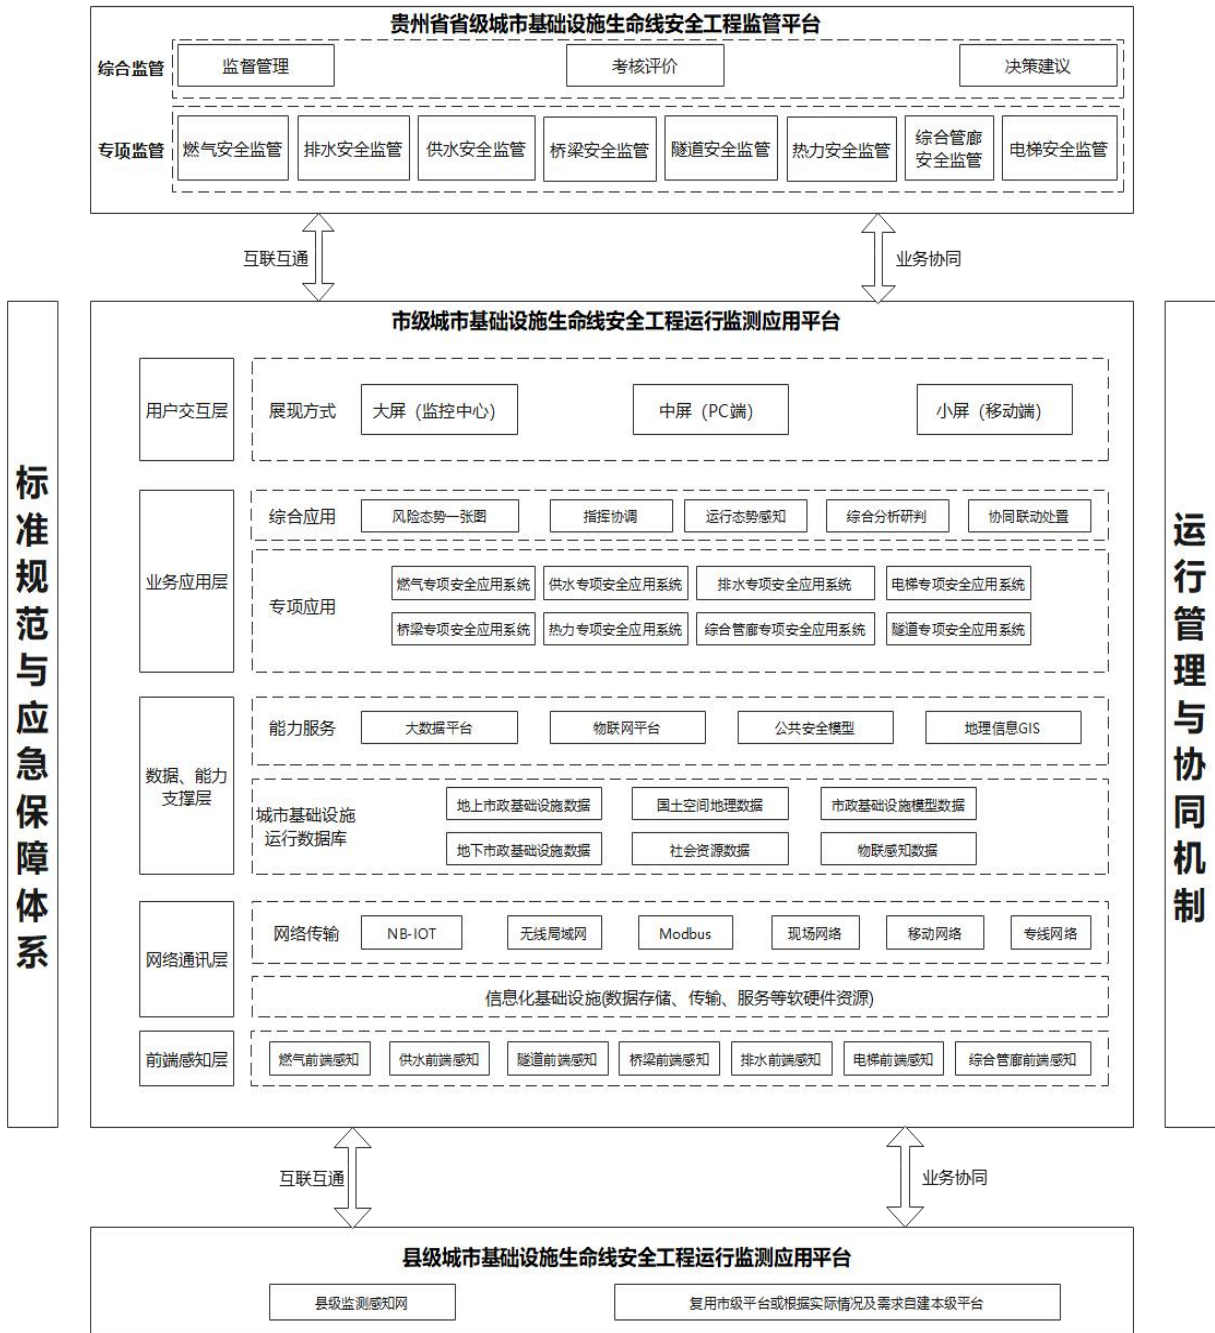 贵州省省级城市基础设施生命线安全工程监管平台
综合监管
监督管理
考核评价
决策建议
专项监管
燃气安全监管
排水安全监管
供水安全监管
桥梁安全监管
隧道安全监管
热力安全监管
综合管廊
安全监管
电梯安全监管
互联互通
业务协同
标准规范与应急保障体系
市级城市基础设施生命线安全工程运行监测应用平台
用户交互层
展现方式
大屏（监控中心）
中屏（PC端）
小屏（移动端）
业务应用层
综合应用
风险态势一张图
指挥协调
运行态势感知
综合分析研判
协同联动处置
专项应用
燃气专项安全应用系统
供水专项安全应用系统
排水专项安全应用系统
电梯专项安全应用系统
桥梁专项安全应用系统
热力专项安全应用系统
综合管廊专项安全应用系统
隧道专项安全应用系统
数据、能力
支撑层
能力服务
大数据平台
物联网平台
公共安全模型
地理信息GIS
城市基础设施
运行数据库
地上市政基础设施数据
国土空间地理数据
市政基础设施模型数据
地下市政基础设施数据
社会资源数据
物联感知数据
网络通讯层
网络传输
NB-IOT
无线局域网
Modbus
现场网络
移动网络
专线网络
信息化基础设施(数据存储、传输、服务等软硬件资源)
前端感知层
燃气前端感知
供水前端感知
隧道前端感知
桥梁前端感知
排水前端感知
电梯前端感知
综合管廊前端感知
运行管理与协同机制
互联互通
业务协同
县级城市基础设施生命线安全工程运行监测应用平台
县级监测感知网
复用市级平台或根据实际情况及需求自建本级平台